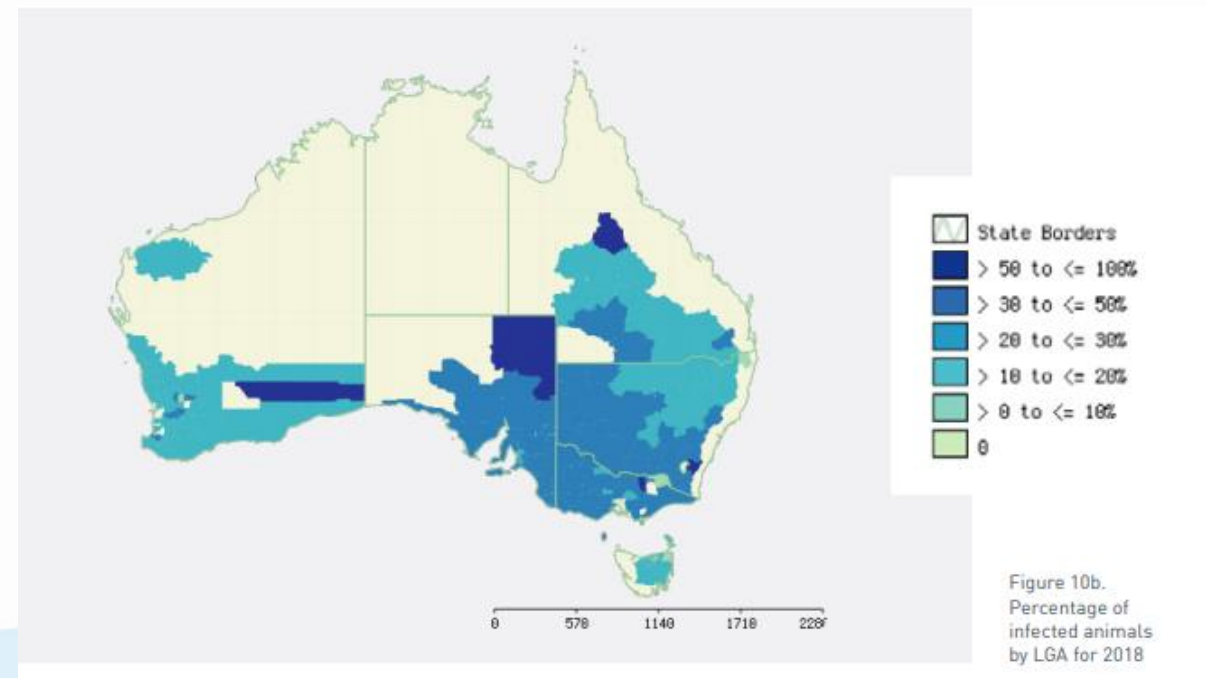 State Borders
> 50 to <= 100%
> 30 to <= 50%
> 20 to <= 30%
> 10 to <= 20%
> 0 to <= 10%
0
0 570 1140 1710 228
Figure 10b.
Percentage of
infected animals
by LGA for 2018